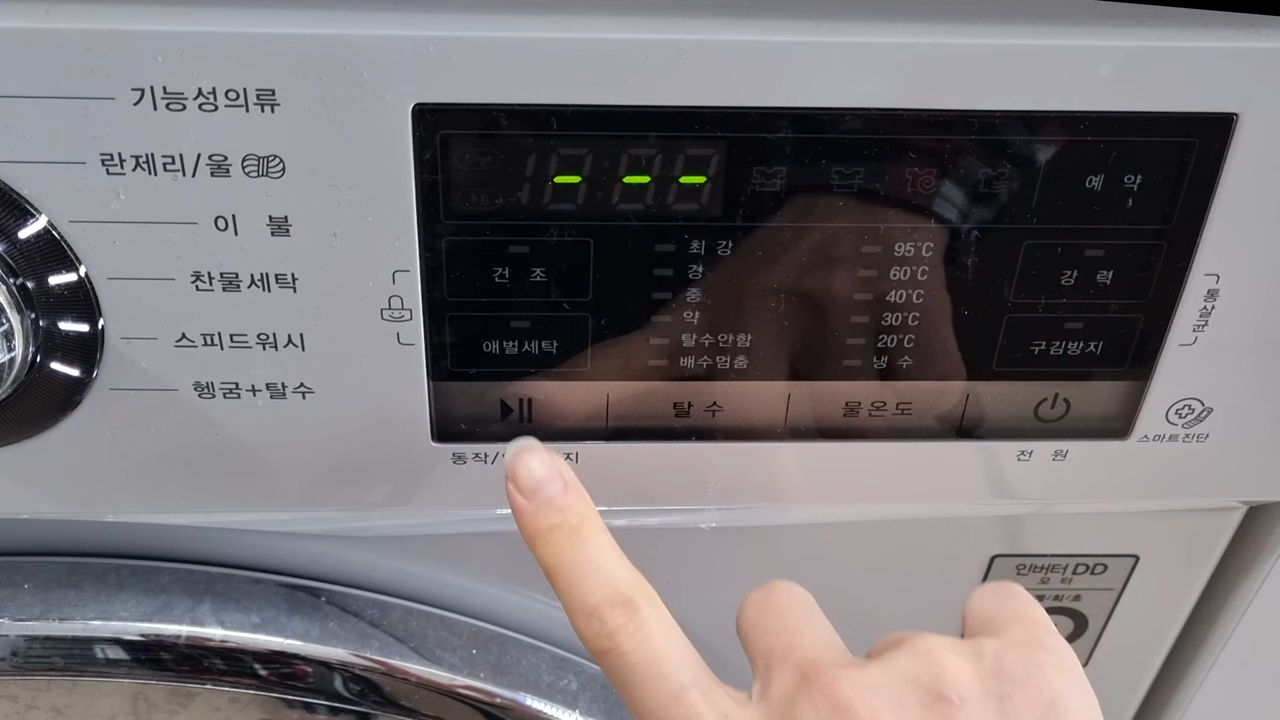 기능성의류
란제리/울
이 불
찬물세탁
스피드워시
헹굼+탈수
예 약
건 조
애벌세탁
최 강
강
중
약
탈수안함
배수멈춤
95°C
60°C
40°C
30°C
20°C
냉 수
강 력
구김방지
통살균
탈 수
물온도
동작/
지
전 원
스마트진단
인버터 DD
모 터